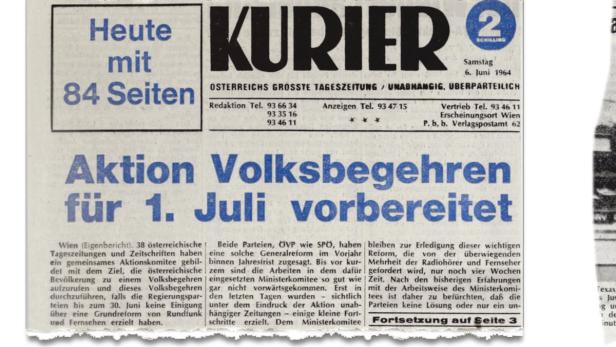 Heute
mit
84 Seiten
KURIER
2
SCHILLING
Samstag
6. Juni 1964
ÖSTERREICHS GRÖSSTE TAGESZEITUNG / UNABHÄNGIG, ÜBERPARTEILICH
Redaktion Tel. 93 66 34
93 35 16
93 46 11
Anzeigen Tel. 93 47 15
* * *
Vertrieb Tel. 93 46 11
Erscheinungsort Wien
P. b. b. Verlagspostamt 62
Aktion Volksbegehren
für 1. Juli vorbereitet
Wien (Eigenbericht). 38 österreichische
Tageszeitungen und Zeitschriften haben
ein gemeinsames Aktionskomitee gebil-
det mit dem Ziel, die österreichische
Bevölkerung zu einem Volksbegehren
aufzurufen und dieses Volksbegehren
durchzuführen, falls die Regierungspar-
teien bis zum 30. Juni keine Einigung
über eine Grundreform von Rundfunk
und Fernsehen erzielt haben.
Beide Parteien, ÖVP wie SPÖ, haben
eine solche Generalreform im Vorjahr
binnen Jahresfrist zugesagt. Bis vor kur-
zem sind die Arbeiten in dem dafür
eingesetzten Ministerkomitee so gut wie
gar nicht vorwärtsgekommen. Erst in
den letzten Tagen wurden – sichtlich
unter dem Eindruck der Aktion unab-
hängiger Zeitungen – einige kleine Fort-
schritte erzielt. Dem Ministerkomitee
bleiben zur Erledigung dieser wichtigen
Reform, die von der überwiegenden
Mehrheit der Radiohörer und Fernseher
gefordert wird, nur noch vier Wochen
Zeit. Nach den bisherigen Erfahrungen
mit der Arbeitsweise des Ministerkomi-
tees ist daher zu befürchten, daß die
Parteien keine Lösung oder nur ein un-
Fortsetzung auf Seite 3